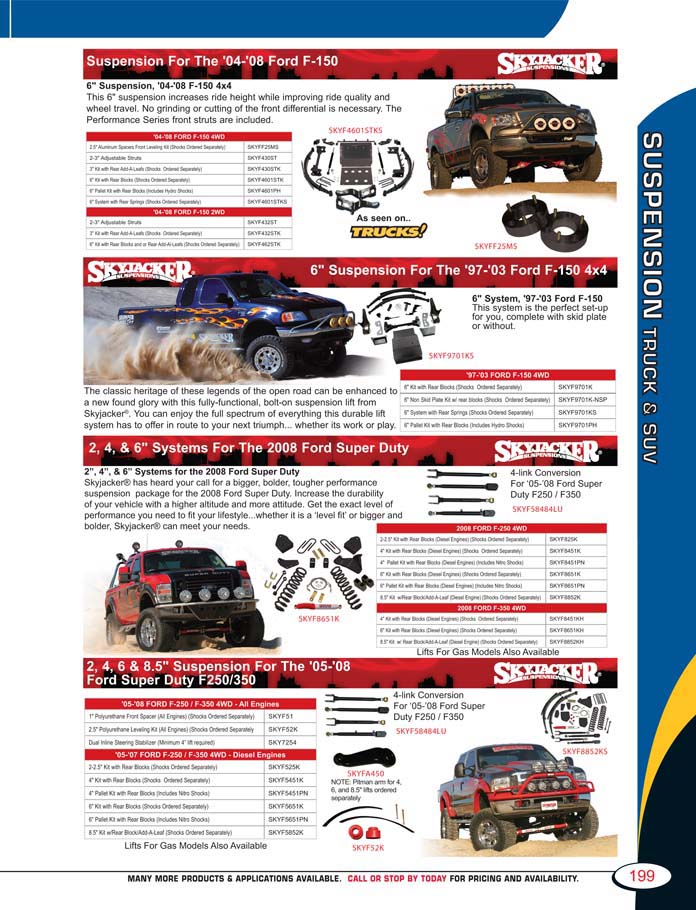 Suspension For The '04-'08 Ford F-150
SKYJACKER®
SUSPENSIONS
6" Suspension, '04-'08 F-150 4x4
This 6" suspension increases ride height while improving ride quality and
wheel travel. No grinding or cutting of the front differential is necessary. The
Performance Series front struts are included.
'04-'08 FORD F-150 4WD
2.5" Aluminum Spacers Front Leveling Kit (Shocks Ordered Separately) SKYFF25MS
2-3" Adjustable Struts SKYF430ST
3" Kit with Rear Add-A-Leafs (Shocks Ordered Separately) SKYF430STK
6" Kit with Rear Blocks (Shocks Ordered Separately) SKYF4601STK
6" Pallet Kit with Rear Blocks (Includes Hydro Shocks) SKYF4601PH
6" System with Rear Springs (Shocks Ordered Separately) SKYF4601STKS
'04-'08 FORD F-150 2WD
2-3" Adjustable Struts SKYF432ST
3" Kit with Rear Add-A-Leafs (Shocks Ordered Separately) SKYF432STK
6" Kit with Rear Blocks and or Rear Add-A-Leafs (Shocks Ordered Separately) SKYF462STK
SKYF4601STKS
As seen on..
TRUCKS!
SKYFF25MS
SKYJACKER®
SUSPENSIONS
6" Suspension For The '97-'03 Ford F-150 4x4
6" System, '97-'03 Ford F-150
This system is the perfect set-up
for you, complete with skid plate
or without.
SKYF9701KS
'97-'03 FORD F-150 4WD
6" Kit with Rear Blocks (Shocks Ordered Separately) SKYF9701K
6" Non Skid Plate Kit w/ rear blocks (Shocks Ordered Separately) SKYF9701K-NSP
6" System with Rear Springs (Shocks Ordered Separately) SKYF9701KS
6" Pallet Kit with Rear Blocks (Includes Hydro Shocks) SKYF9701PH
The classic heritage of these legends of the open road can be enhanced to
a new found glory with this fully-functional, bolt-on suspension lift from
Skyjacker®. You can enjoy the full spectrum of everything this durable lift
system has to offer in route to your next triumph... whether its work or play.
2, 4, & 6" Systems For The 2008 Ford Super Duty
SKYJACKER®
SUSPENSIONS
2", 4", & 6" Systems for the 2008 Ford Super Duty
Skyjacker® has heard your call for a bigger, bolder, tougher performance
suspension package for the 2008 Ford Super Duty. Increase the durability
of your vehicle with a higher altitude and more attitude. Get the exact level of
performance you need to fit your lifestyle...whether it is a 'level fit' or bigger and
bolder, Skyjacker® can meet your needs.
4-link Conversion
For '05-'08 Ford Super
Duty F250 / F350
SKYF58484LU
SKYF8651K
2008 FORD F-250 4WD
2-2.5" Kit with Rear Blocks (Diesel Engines) (Shocks Ordered Separately) SKYF825K
4" Kit with Rear Blocks (Diesel Engines) (Shocks Ordered Separately) SKYF8451K
4" Pallet Kit with Rear Blocks (Diesel Engines) (Includes Nitro Shocks) SKYF8451PN
6" Kit with Rear Blocks (Diesel Engines) (Shocks Ordered Separately) SKYF8651K
6" Pallet Kit with Rear Blocks (Diesel Engines) (Includes Nitro Shocks) SKYF8651PN
8.5" Kit w/Rear Block/Add-A-Leaf (Diesel Engine) (Shocks Ordered Separately) SKYF8852K
2008 FORD F-350 4WD
4" Kit with Rear Blocks (Diesel Engines) (Shocks Ordered Separately) SKYF8451KH
6" Kit with Rear Blocks (Diesel Engines) (Shocks Ordered Separately) SKYF8651KH
8.5" Kit w/ Rear Block/Add-A-Leaf (Diesel Engine) (Shocks Ordered Separately) SKYF8852KH
Lifts For Gas Models Also Available
2, 4, 6 & 8.5" Suspension For The '05-'08
Ford Super Duty F250/350
SKYJACKER®
SUSPENSIONS
'05-'08 FORD F-250 / F-350 4WD - All Engines
1" Polyurethane Front Spacer (All Engines) (Shocks Ordered Separately) SKYF51
2.5" Polyurethane Leveling Kit (All Engines) (Shocks Ordered Separately) SKYF52K
Dual Inline Steering Stabilizer (Minimum 4" lift required) SKY7254
'05-'07 FORD F-250 / F-350 4WD - Diesel Engines
2-2.5" Kit with Rear Blocks (Shocks Ordered Separately) SKYF525K
4" Kit with Rear Blocks (Shocks Ordered Separately) SKYF5451K
4" Pallet Kit with Rear Blocks (Includes Nitro Shocks) SKYF5451PN
6" Kit with Rear Blocks (Shocks Ordered Separately) SKYF5651K
6" Pallet Kit with Rear Blocks (Includes Nitro Shocks) SKYF5651PN
8.5" Kit w/Rear Block/Add-A-Leaf (Shocks Ordered Separately) SKYF5852K
Lifts For Gas Models Also Available
4-link Conversion
For '05-'08 Ford Super
Duty F250 / F350
SKYF58484LU
SKYFA450
NOTE: Pitman arm for 4,
6, and 8.5" lifts ordered
separately
SKYF52K
SKYF8852KS
SUSPENSION TRUCK & SUV
MANY MORE PRODUCTS & APPLICATIONS AVAILABLE. CALL OR STOP BY TODAY FOR PRICING AND AVAILABILITY.
199